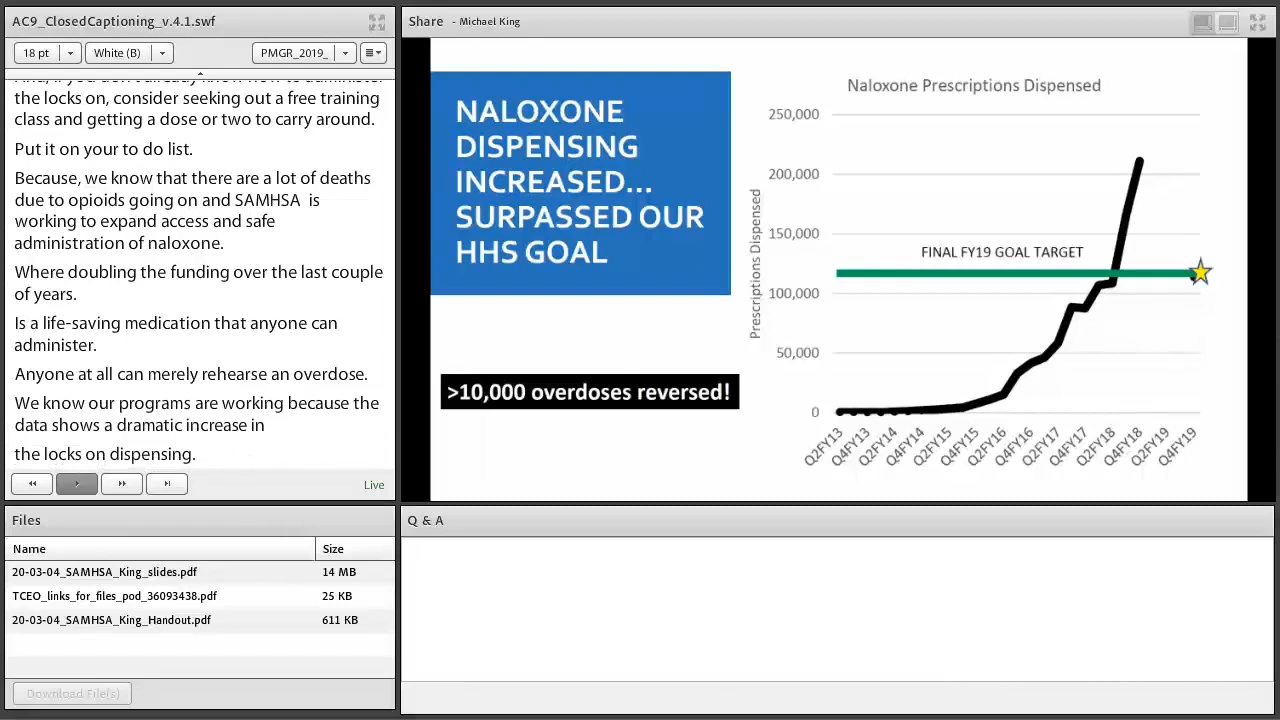 AC9_ClosedCaptioning_v.4.1.swf
18 pt
White (B)
PMGR_2019_
the locks on, consider seeking out a free training
class and getting a dose or two to carry around.
Put it on your to do list.
Because, we know that there are a lot of deaths
due to opioids going on and SAMHSA is
working to expand access and safe
administration of naloxone.
Where doubling the funding over the last couple
of years.
Is a life-saving medication that anyone can
administer.
Anyone at all can merely rehearse an overdose.
We know our programs are working because the
data shows a dramatic increase in
the locks on dispensing.
Live
Share - Michael King
NALOXONE
DISPENSING
INCREASED...
SURPASSED OUR
HHS GOAL
>10,000 overdoses reversed!
Naloxone Prescriptions Dispensed
Prescriptions Dispensed
250,000
200,000
150,000
100,000
50,000
0
FINAL FY19 GOAL TARGET
Q2FY13
Q4FY13
Q2FY14
Q4FY14
Q2FY15
Q4FY15
Q2FY16
Q4FY16
Q2FY17
Q4FY17
Q2FY18
Q4FY18
Q2FY19
Q4FY19
Files
Name Size
20-03-04_SAMHSA_King_slides.pdf 14 MB
TCEO_links_for_files_pod_36093438.pdf 25 KB
20-03-04_SAMHSA_King_Handout.pdf 611 KB
Download File(s)
Q & A